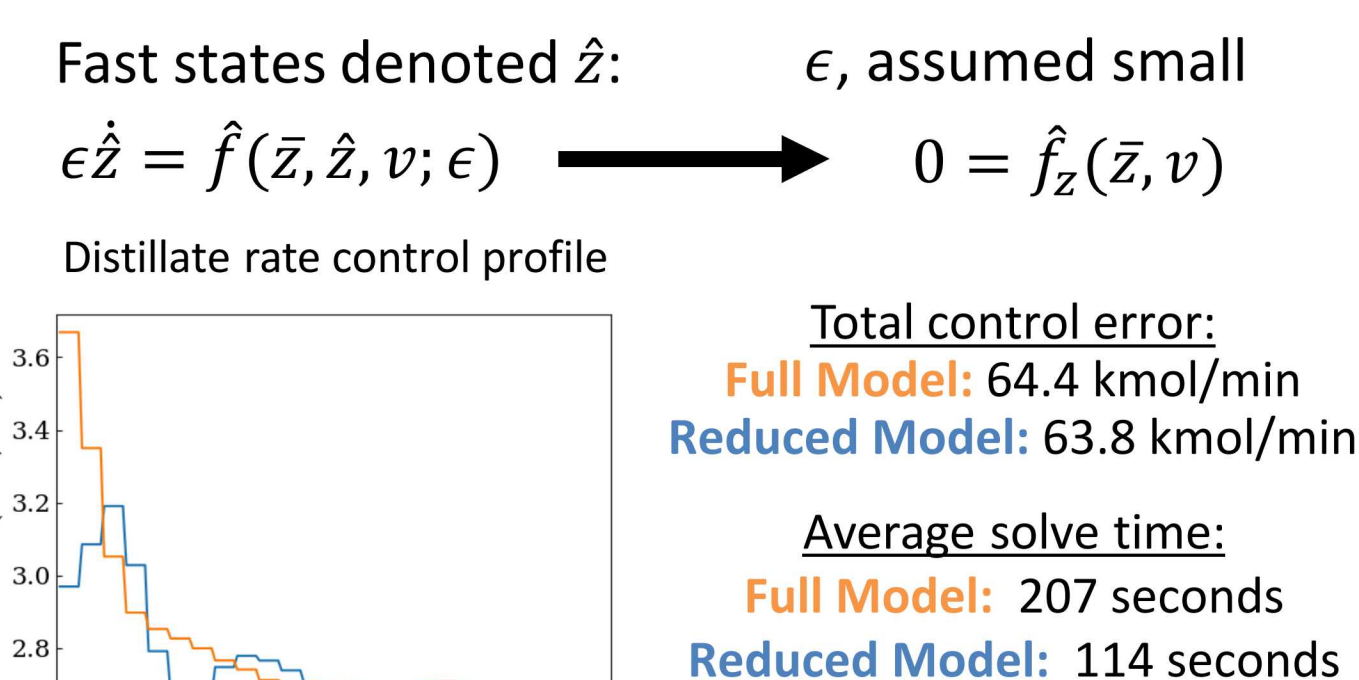 Fast states denoted ẑ:
ϵ, assumed small
ϵẑ̇ = f̂(z̄, ẑ, v; ϵ)
0 = f̂_z(z̄, v)
Distillate rate control profile
3.6
3.4
3.2
3.0
2.8
Total control error:
Full Model: 64.4 kmol/min
Reduced Model: 63.8 kmol/min
Average solve time:
Full Model: 207 seconds
Reduced Model: 114 seconds